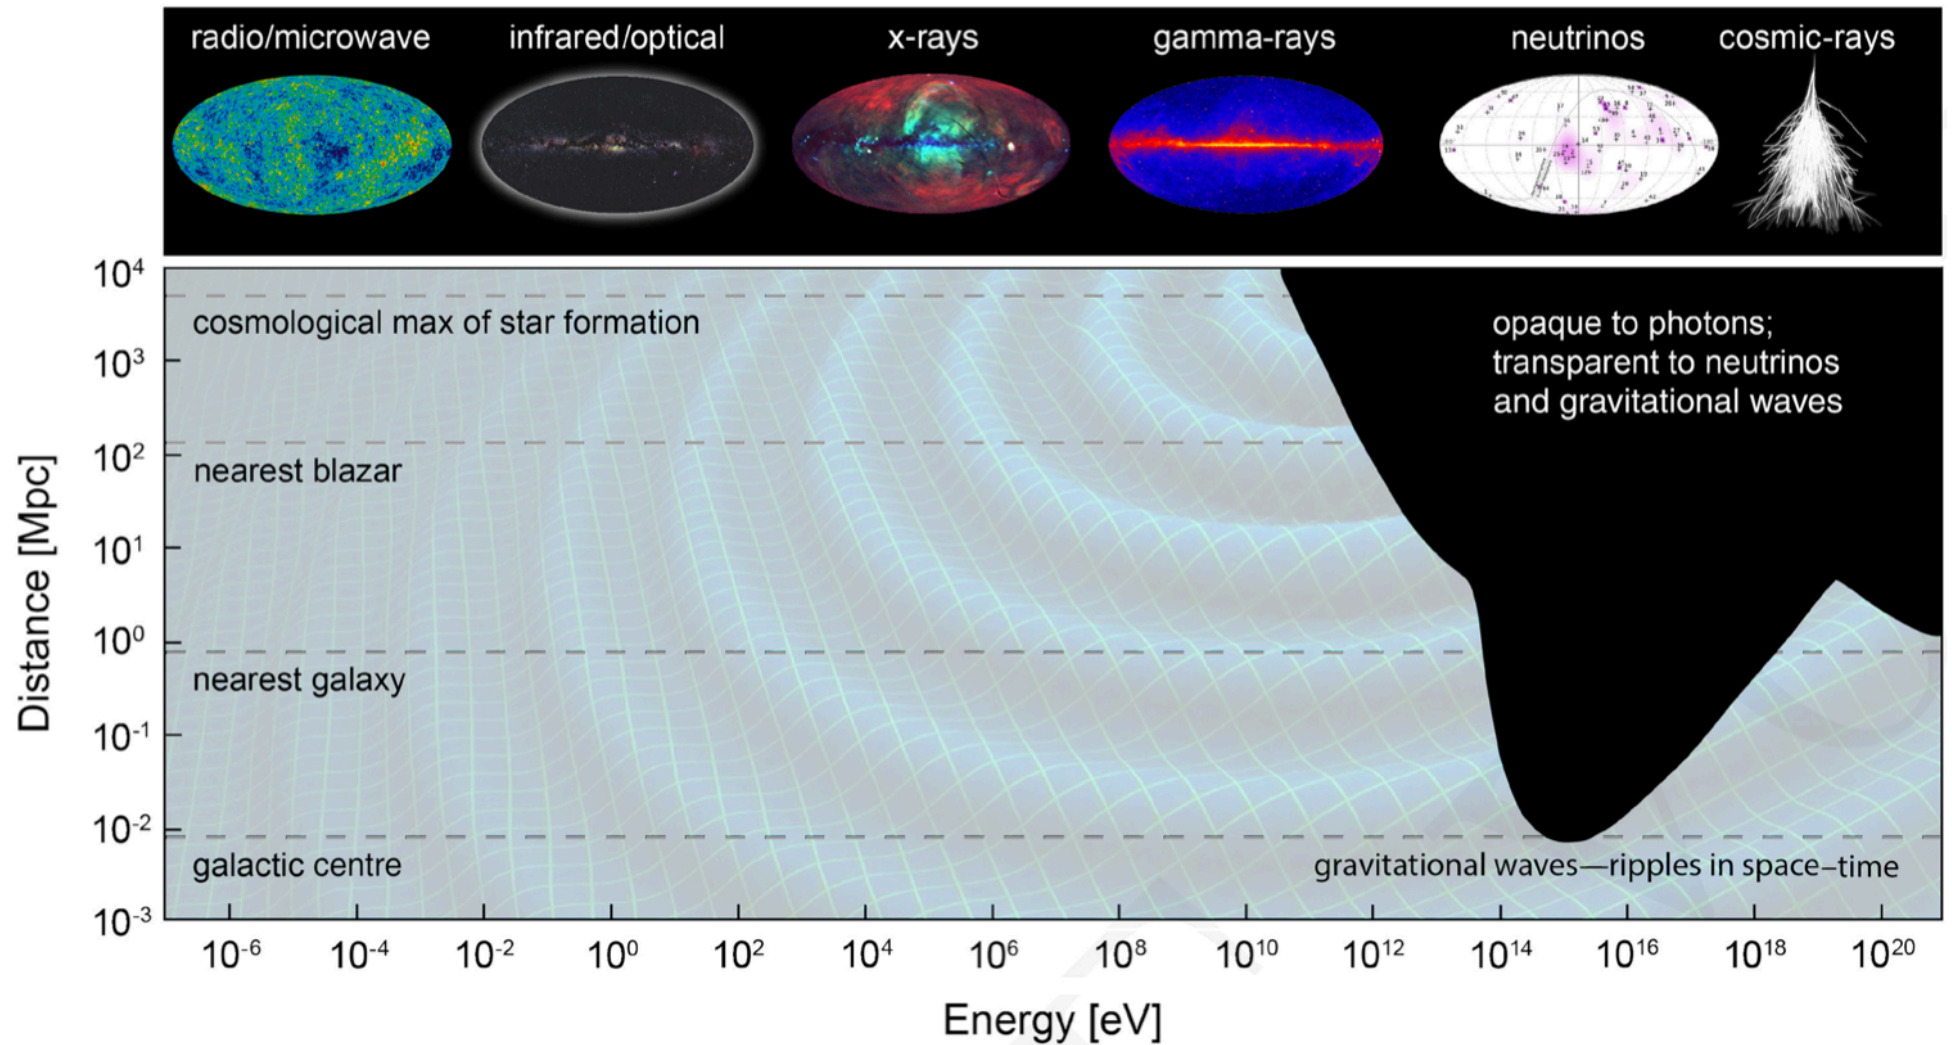 radio/microwave
infrared/optical
x-rays
gamma-rays
neutrinos
cosmic-rays
10⁴
10³
10²
10¹
10⁰
10⁻¹
10⁻²
10⁻³
Distance [Mpc]
cosmological max of star formation
opaque to photons;
transparent to neutrinos
and gravitational waves
nearest blazar
nearest galaxy
galactic centre
gravitational waves—ripples in space–time
10⁻⁶
10⁻⁴
10⁻²
10⁰
10²
10⁴
10⁶
10⁸
10¹⁰
10¹²
10¹⁴
10¹⁶
10¹⁸
10²⁰
Energy [eV]